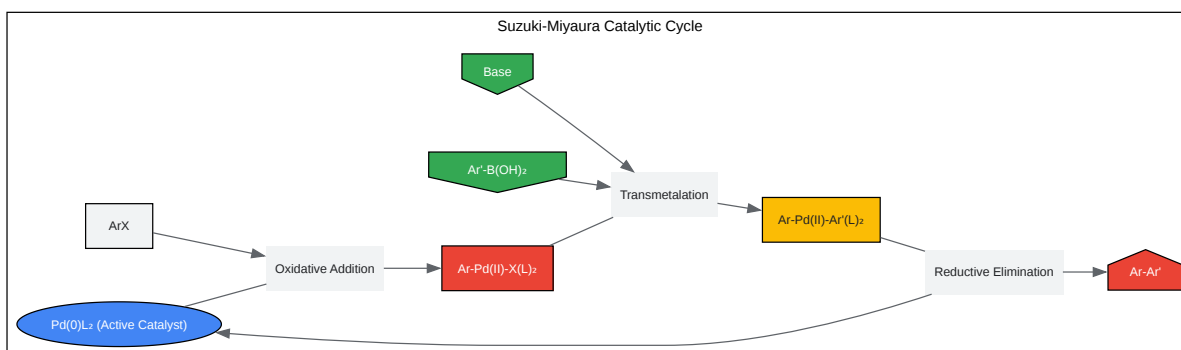 Suzuki-Miyaura Catalytic Cycle
Base
Ar'-B(OH)₂
Transmetalation
ArX
Ar-Pd(II)-Ar'(L)₂
Oxidative Addition
Ar-Pd(II)-X(L)₂
Reductive Elimination
Ar-Ar'
Pd(0)L₂ (Active Catalyst)